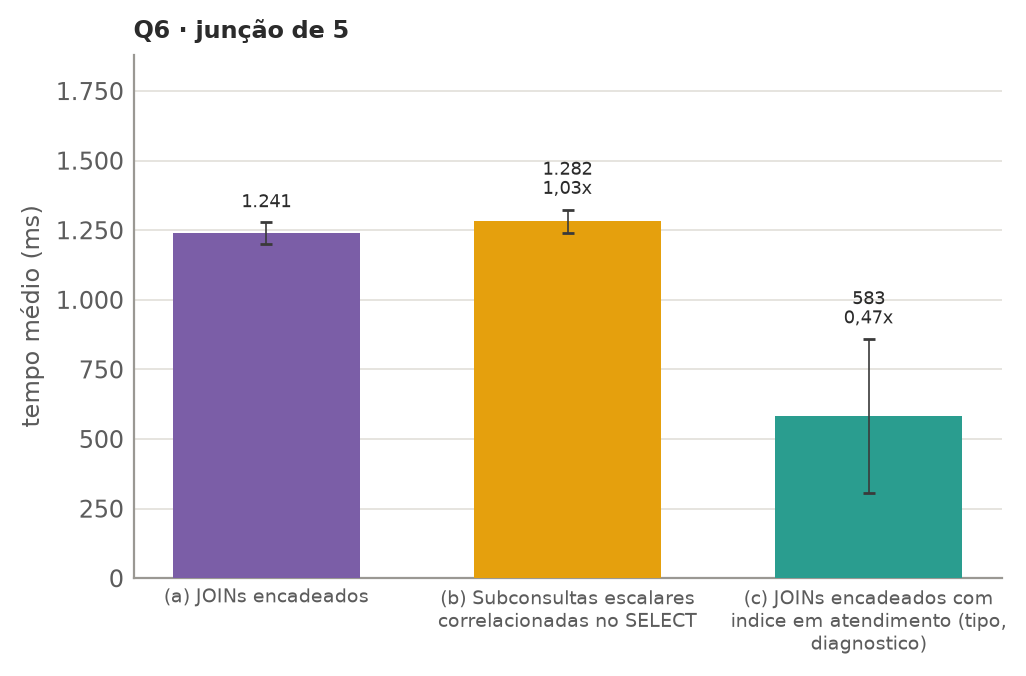 Q6 · junção de 5
tempo médio (ms)
1.750
1.500
1.250
1.000
750
500
250
0
1.241
1.282
1,03x
583
0,47x
(a) JOINs encadeados
(b) Subconsultas escalares
correlacionadas no SELECT
(c) JOINs encadeados com
indice em atendimento (tipo,
diagnostico)